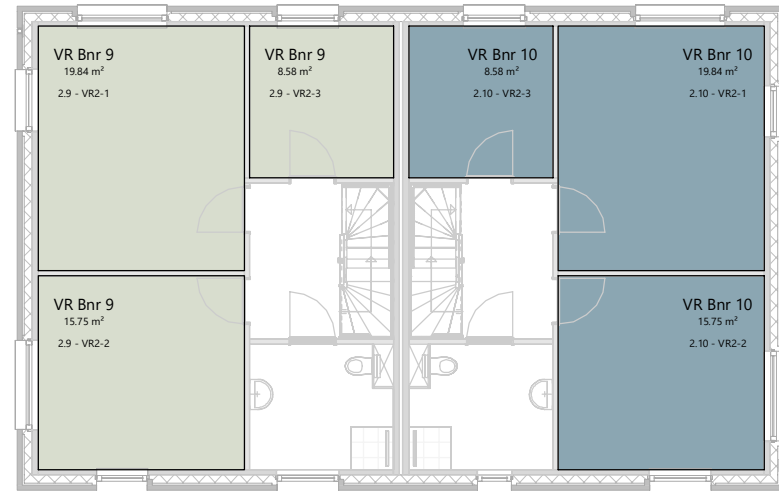 VR Bnr 9
19.84 m²
2.9 - VR2-1
VR Bnr 9
8.58 m²
2.9 - VR2-3
VR Bnr 10
8.58 m²
2.10 - VR2-3
VR Bnr 10
19.84 m²
2.10 - VR2-1
VR Bnr 9
15.75 m²
2.9 - VR2-2
VR Bnr 10
15.75 m²
2.10 - VR2-2